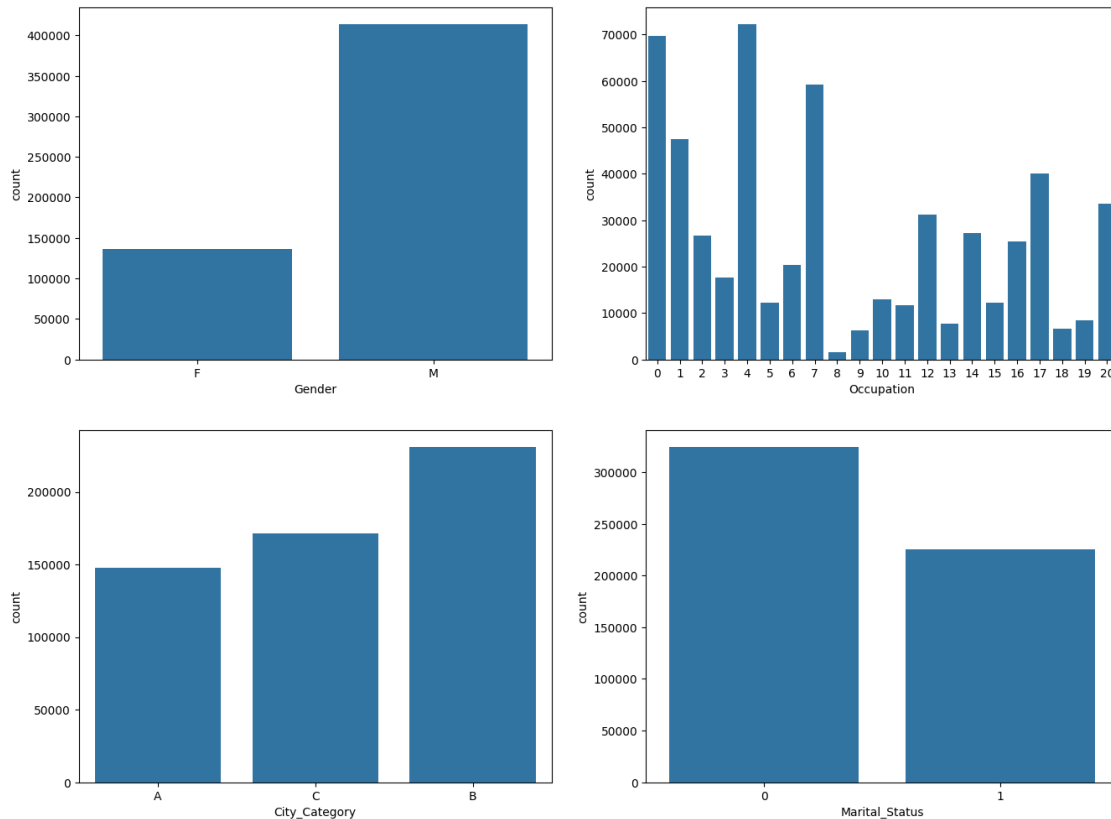 400000
350000
300000
250000
200000
150000
100000
50000
0
count
F M
Gender
70000
60000
50000
40000
30000
20000
10000
0
count
0 1 2 3 4 5 6 7 8 9 10 11 12 13 14 15 16 17 18 19 20
Occupation
200000
150000
100000
50000
0
count
A C B
City_Category
300000
250000
200000
150000
100000
50000
0
count
0 1
Marital_Status